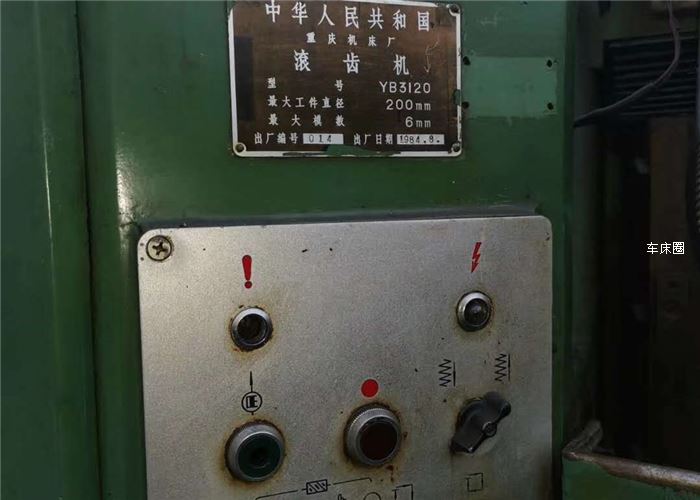 中华人民共和国
重庆机床厂
滚齿机
型号 YB3120
最大工件直径 200mm
最大模数 6mm
出厂编号 014 出厂日期 1984.8.
车床圈